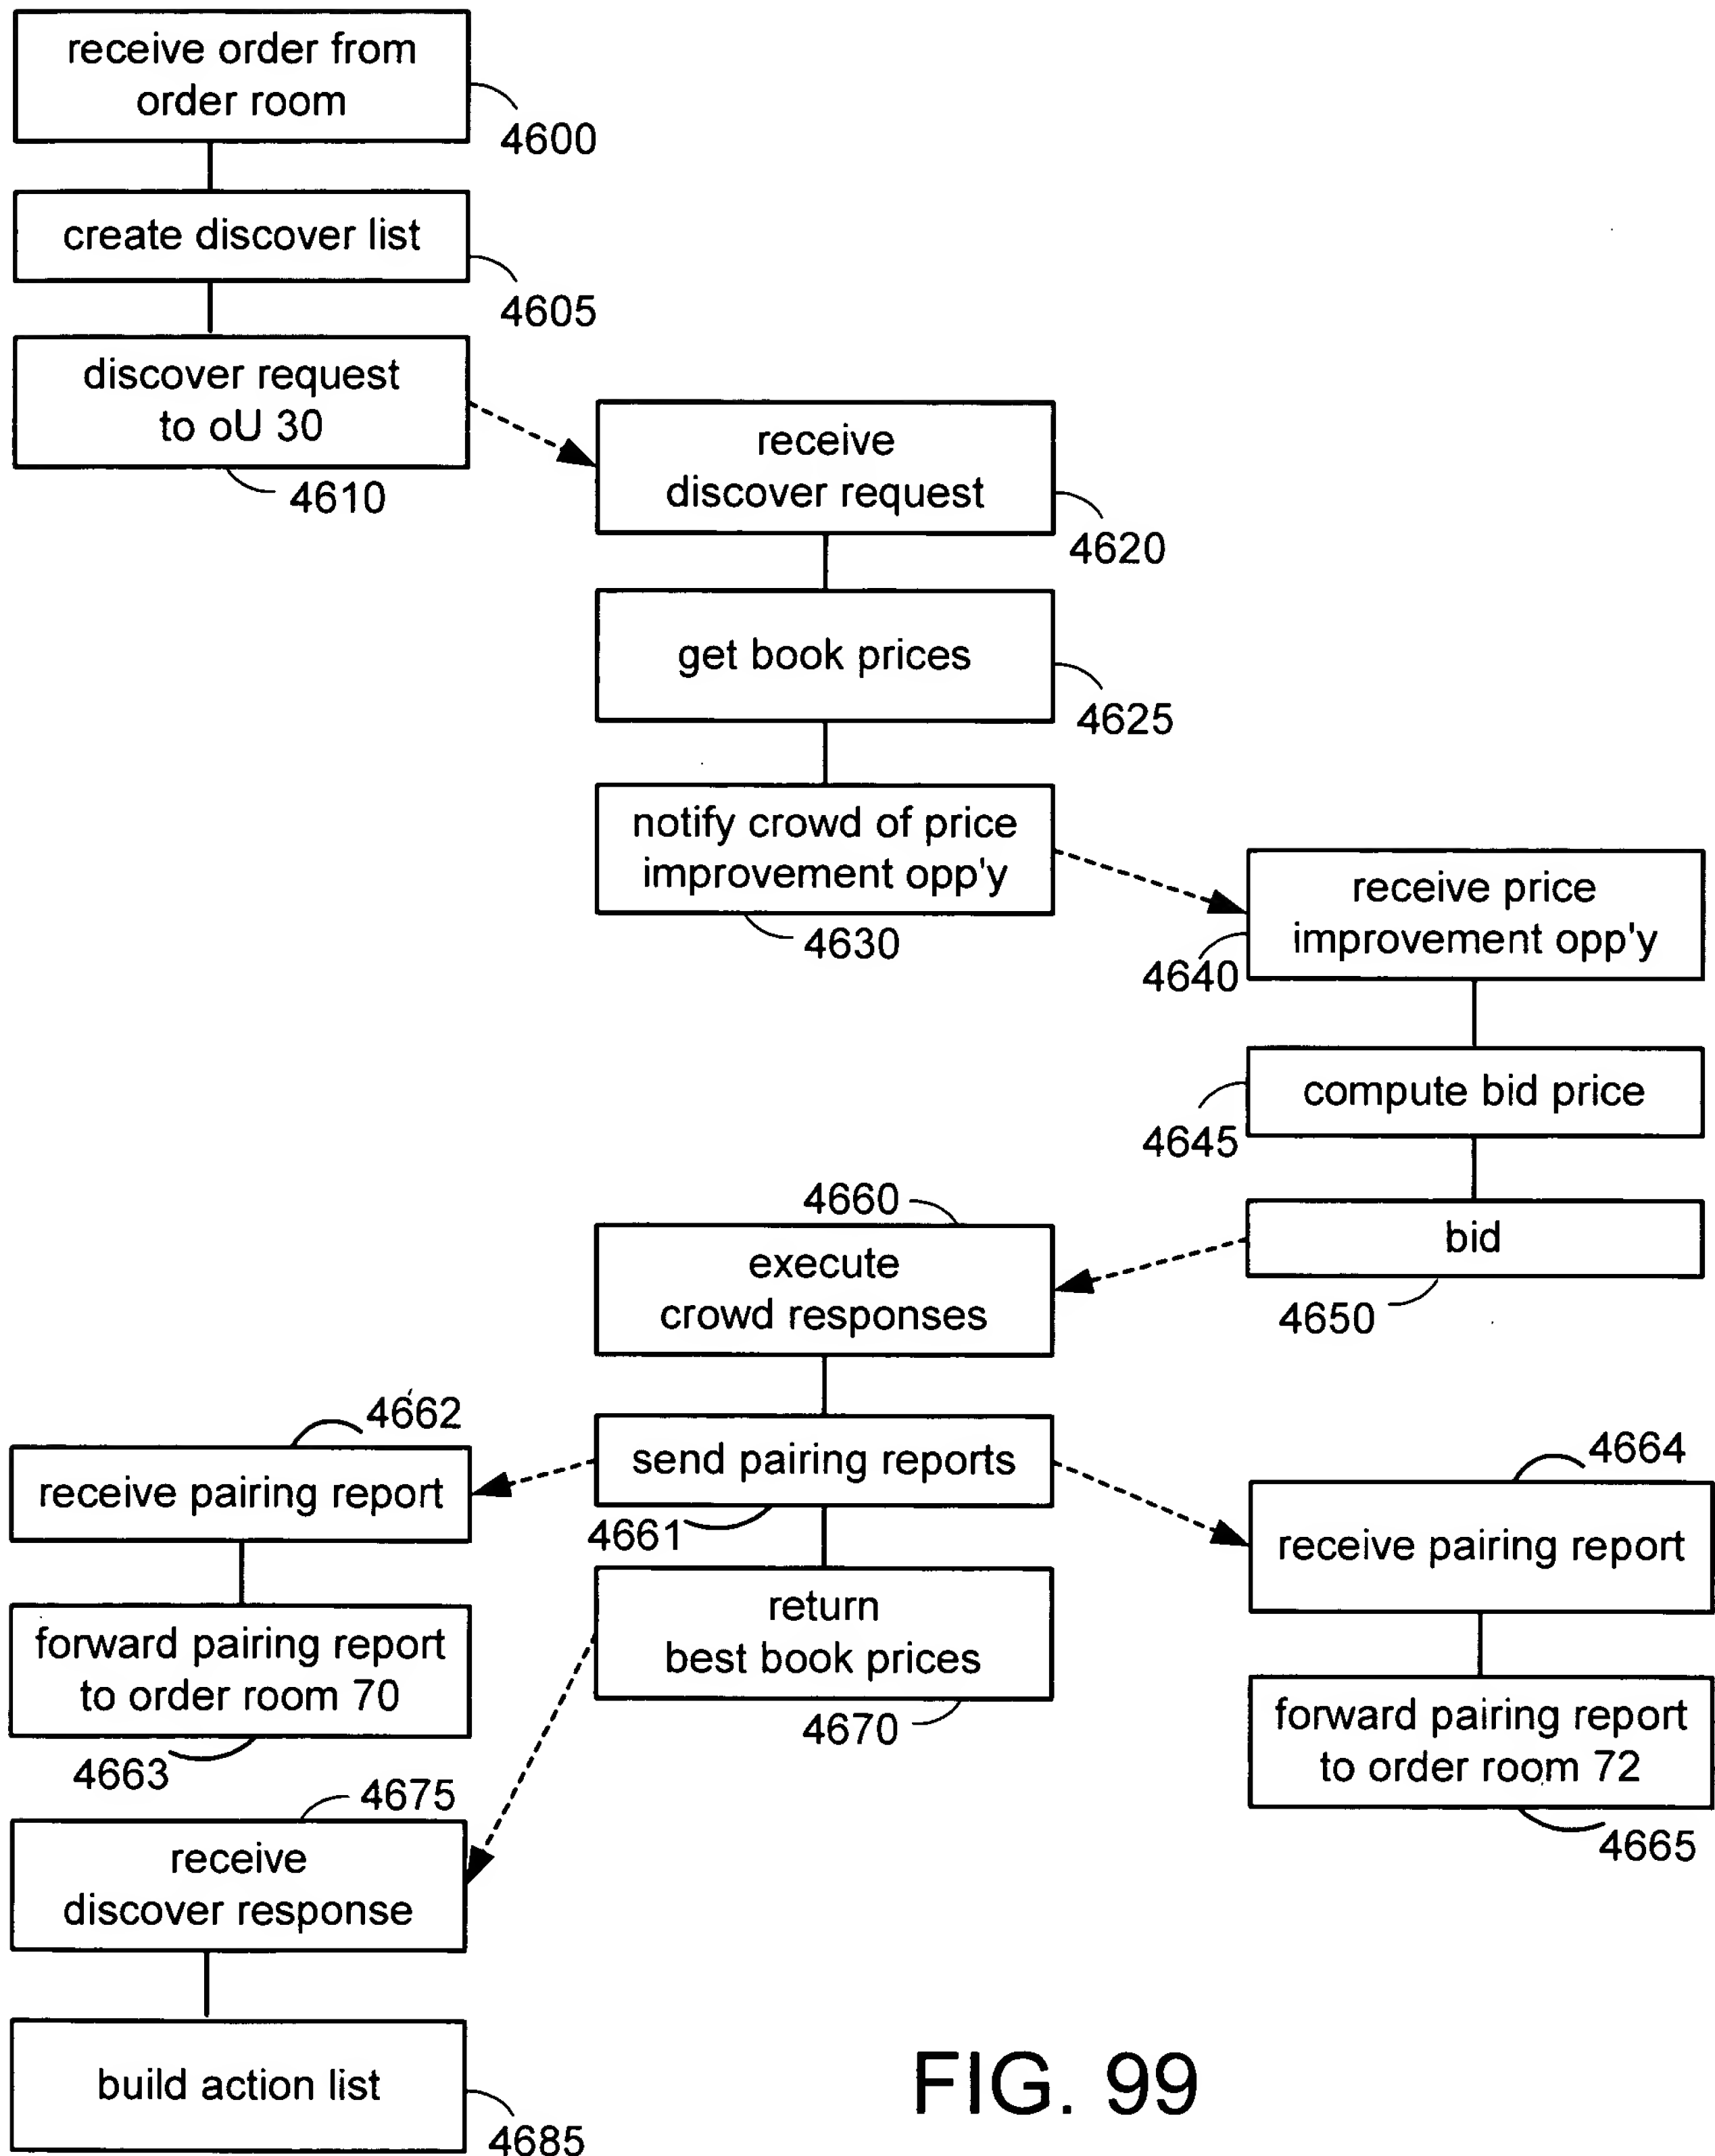 receive order from
order room
4600
create discover list
4605
discover request
to oU 30
4610
receive
discover request
4620
get book prices
4625
notify crowd of price
improvement opp'y
4630
receive price
improvement opp'y
4640
compute bid price
4645
bid
4650
4660
execute
crowd responses
send pairing reports
4661
4662
receive pairing report
forward pairing report
to order room 70
4663
4664
receive pairing report
forward pairing report
to order room 72
4665
return
best book prices
4670
4675
receive
discover response
build action list
4685
FIG. 99